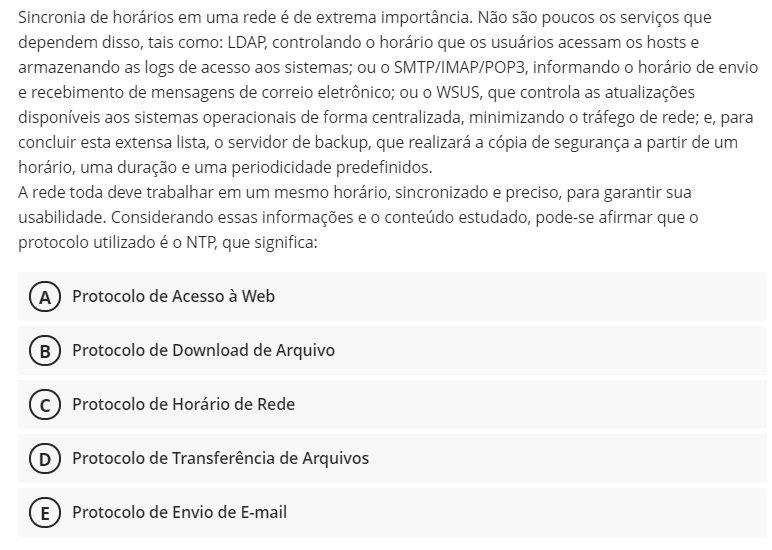 Sincronia de horários em uma rede é de extrema importância. Não são poucos os serviços que
dependem disso, tais como: LDAP, controlando o horário que os usuários acessam os hosts e
armazenando as logs de acesso aos sistemas; ou o SMTP/IMAP/POP3, informando o horário de envio
e recebimento de mensagens de correio eletrônico; ou o WSUS, que controla as atualizações
disponíveis aos sistemas operacionais de forma centralizada, minimizando o tráfego de rede; e, para
concluir esta extensa lista, o servidor de backup, que realizará a cópia de segurança a partir de um
horário, uma duração e uma periodicidade predefinidos.
A rede toda deve trabalhar em um mesmo horário, sincronizado e preciso, para garantir sua
usabilidade. Considerando essas informações e o conteúdo estudado, pode-se afirmar que o
protocolo utilizado é o NTP, que significa:
A Protocolo de Acesso à Web
B Protocolo de Download de Arquivo
C Protocolo de Horário de Rede
D Protocolo de Transferência de Arquivos
E Protocolo de Envio de E-mail